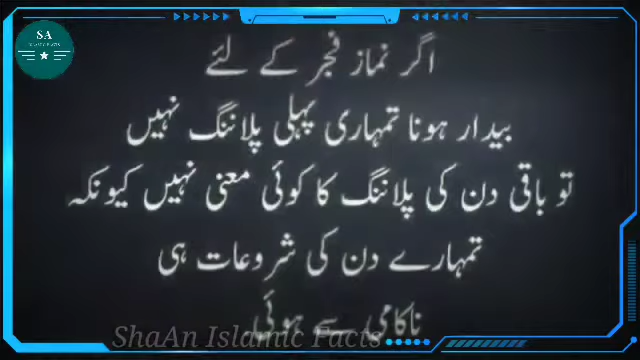 SA
اگر نماز فجر کے لئے
بیدار ہونا تمہاری پہلی پلاننگ نہیں
تو باقی دن کی پلاننگ کا کوئی معنی نہیں کیونکہ
تمہارے دن کی شروعات ہی
ناکامی سے ہوئی
ShaAn Islamic Facts